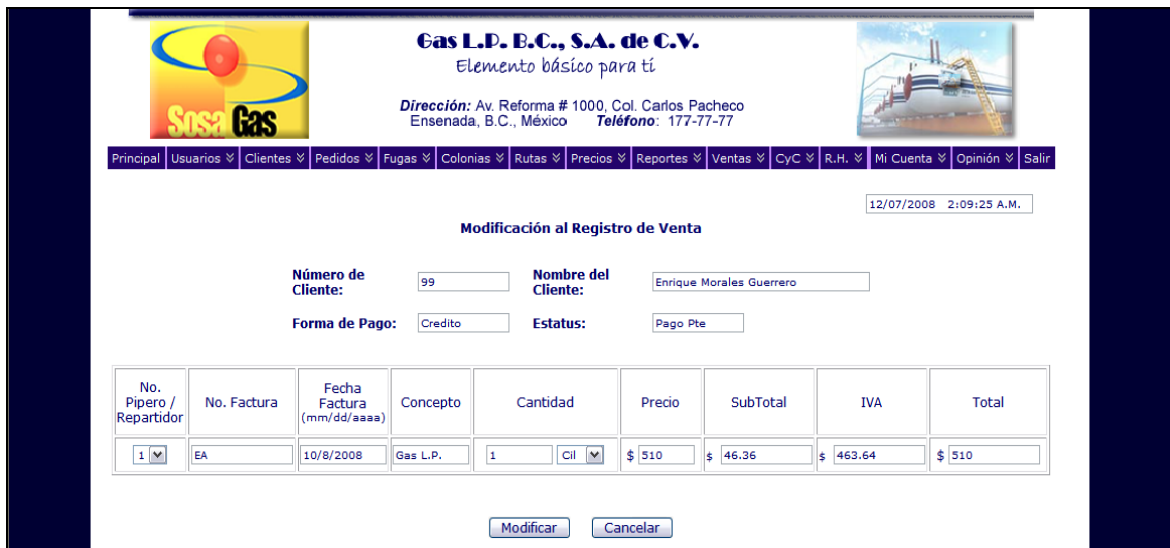 Sosa Gas
Gas L.P. B.C., S.A. de C.V.
Elemento básico para tí
Dirección: Av. Reforma # 1000, Col. Carlos Pacheco
Ensenada, B.C., México Teléfono: 177-77-77
Principal Usuarios Clientes Pedidos Fugas Colonias Rutas Precios Reportes Ventas CyC R.H. Mi Cuenta Opinión Salir
12/07/2008 2:09:25 A.M.
Modificación al Registro de Venta
Número de Cliente: 99 Nombre del Cliente: Enrique Morales Guerrero
Forma de Pago: Credito Estatus: Pago Pte
No. Pipero / Repartidor No. Factura Fecha Factura (mm/dd/aaaa) Concepto Cantidad Precio SubTotal IVA Total
1 EA 10/8/2008 Gas L.P. 1 Cil $ 510 $ 46.36 $ 463.64 $ 510
Modificar Cancelar